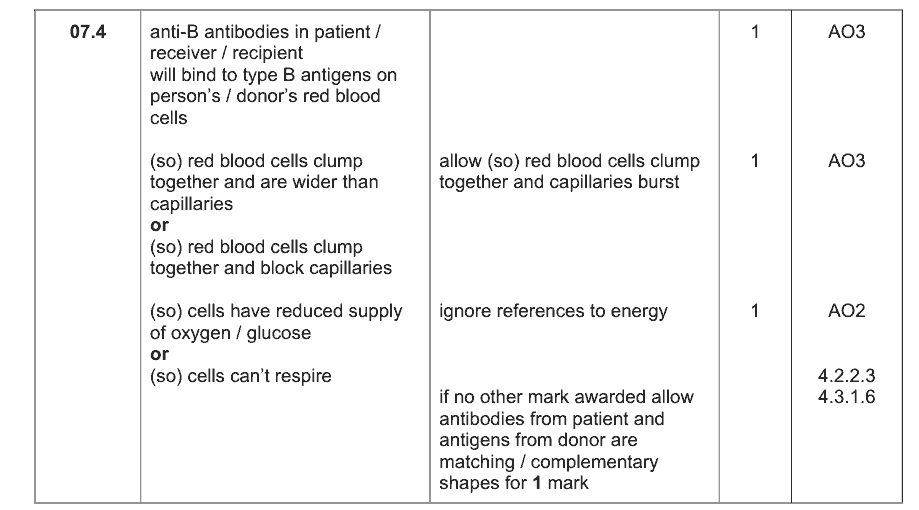 07.4
anti-B antibodies in patient /
receiver / recipient
will bind to type B antigens on
person's / donor's red blood
cells
1
AO3
(so) red blood cells clump
together and are wider than
capillaries
or
(so) red blood cells clump
together and block capillaries
allow (so) red blood cells clump
together and capillaries burst
1
AO3
(so) cells have reduced supply
of oxygen / glucose
or
(so) cells can't respire
ignore references to energy
1
AO2
if no other mark awarded allow
antibodies from patient and
antigens from donor are
matching / complementary
shapes for 1 mark
4.2.2.3
4.3.1.6